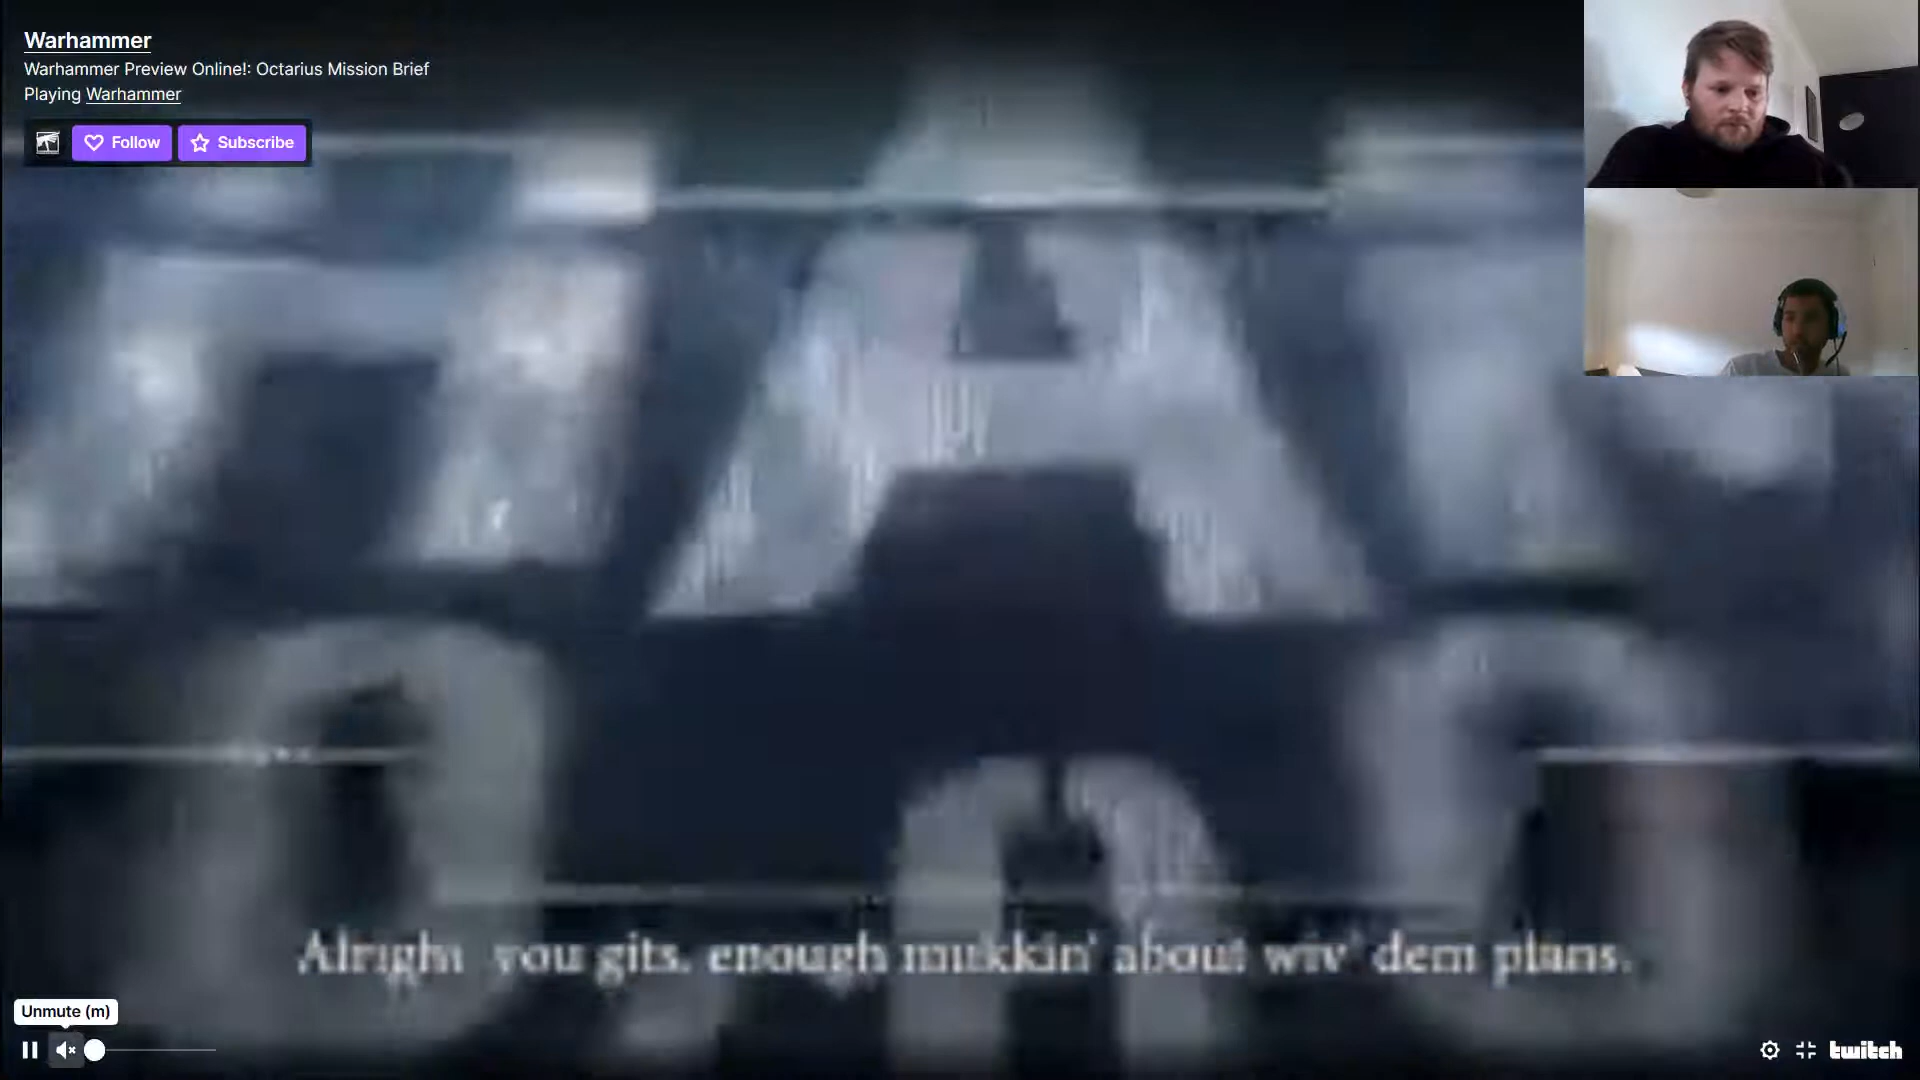 Warhammer
Warhammer Preview Online!: Octarius Mission Brief
Playing Warhammer
Follow
Subscribe
Alright you gits. enough mukkin' about wiv' dem plans.
Unmute (m)
twitch